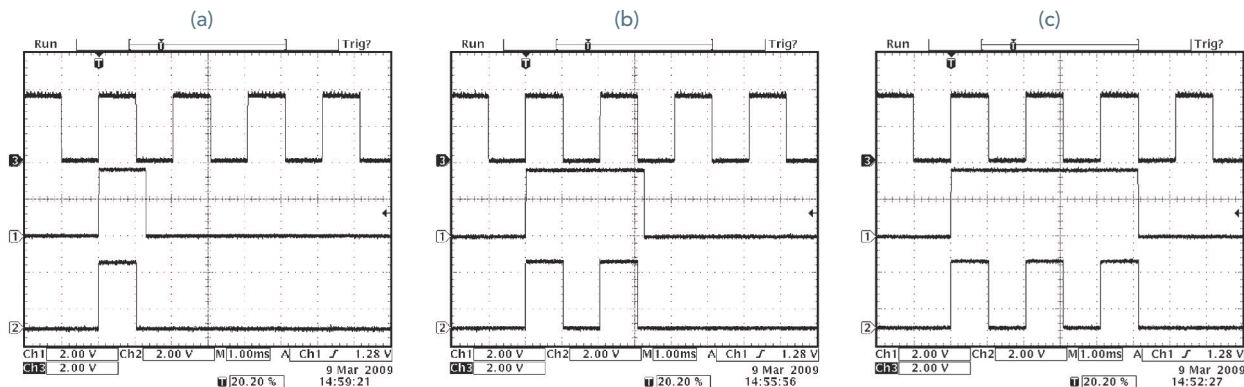 (a)
Run Trig?
T
3
1
2
Ch1 2.00 V Ch2 2.00 V M 1.00ms A Ch1 1.28 V
Ch3 2.00 V
9 Mar 2009
T 20.20 % 14:59:21
(b)
Run Trig?
T
3
1
2
Ch1 2.00 V Ch2 2.00 V M 1.00ms A Ch1 1.28 V
Ch3 2.00 V
9 Mar 2009
T 20.20 % 14:55:56
(c)
Run Trig?
T
3
1
2
Ch1 2.00 V Ch2 2.00 V M 1.00ms A Ch1 1.28 V
Ch3 2.00 V
9 Mar 2009
T 20.20 % 14:52:27